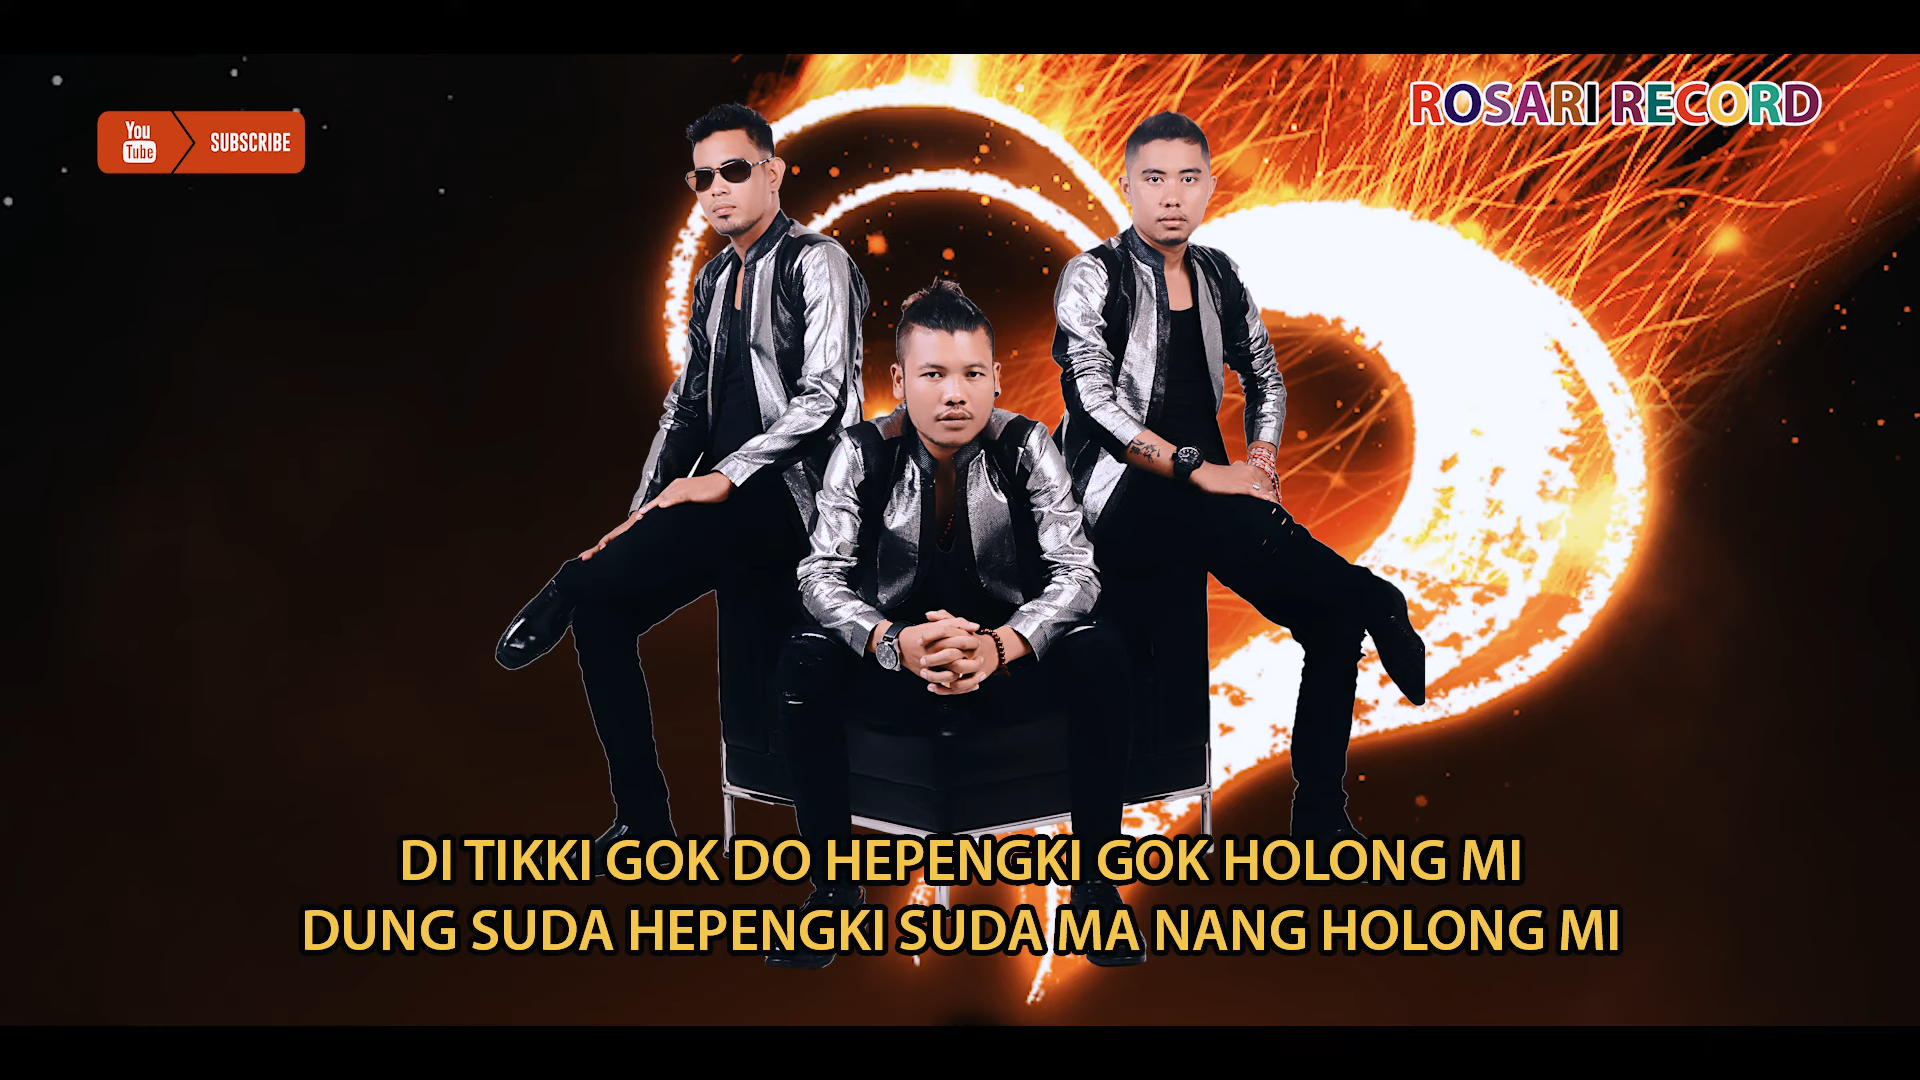 ROSARI RECORD
You
Tube
SUBSCRIBE
DI TIKKI GOK DO HEPENGKI GOK HOLONG MI
DUNG SUDA HEPENGKI SUDA MA NANG HOLONG MI